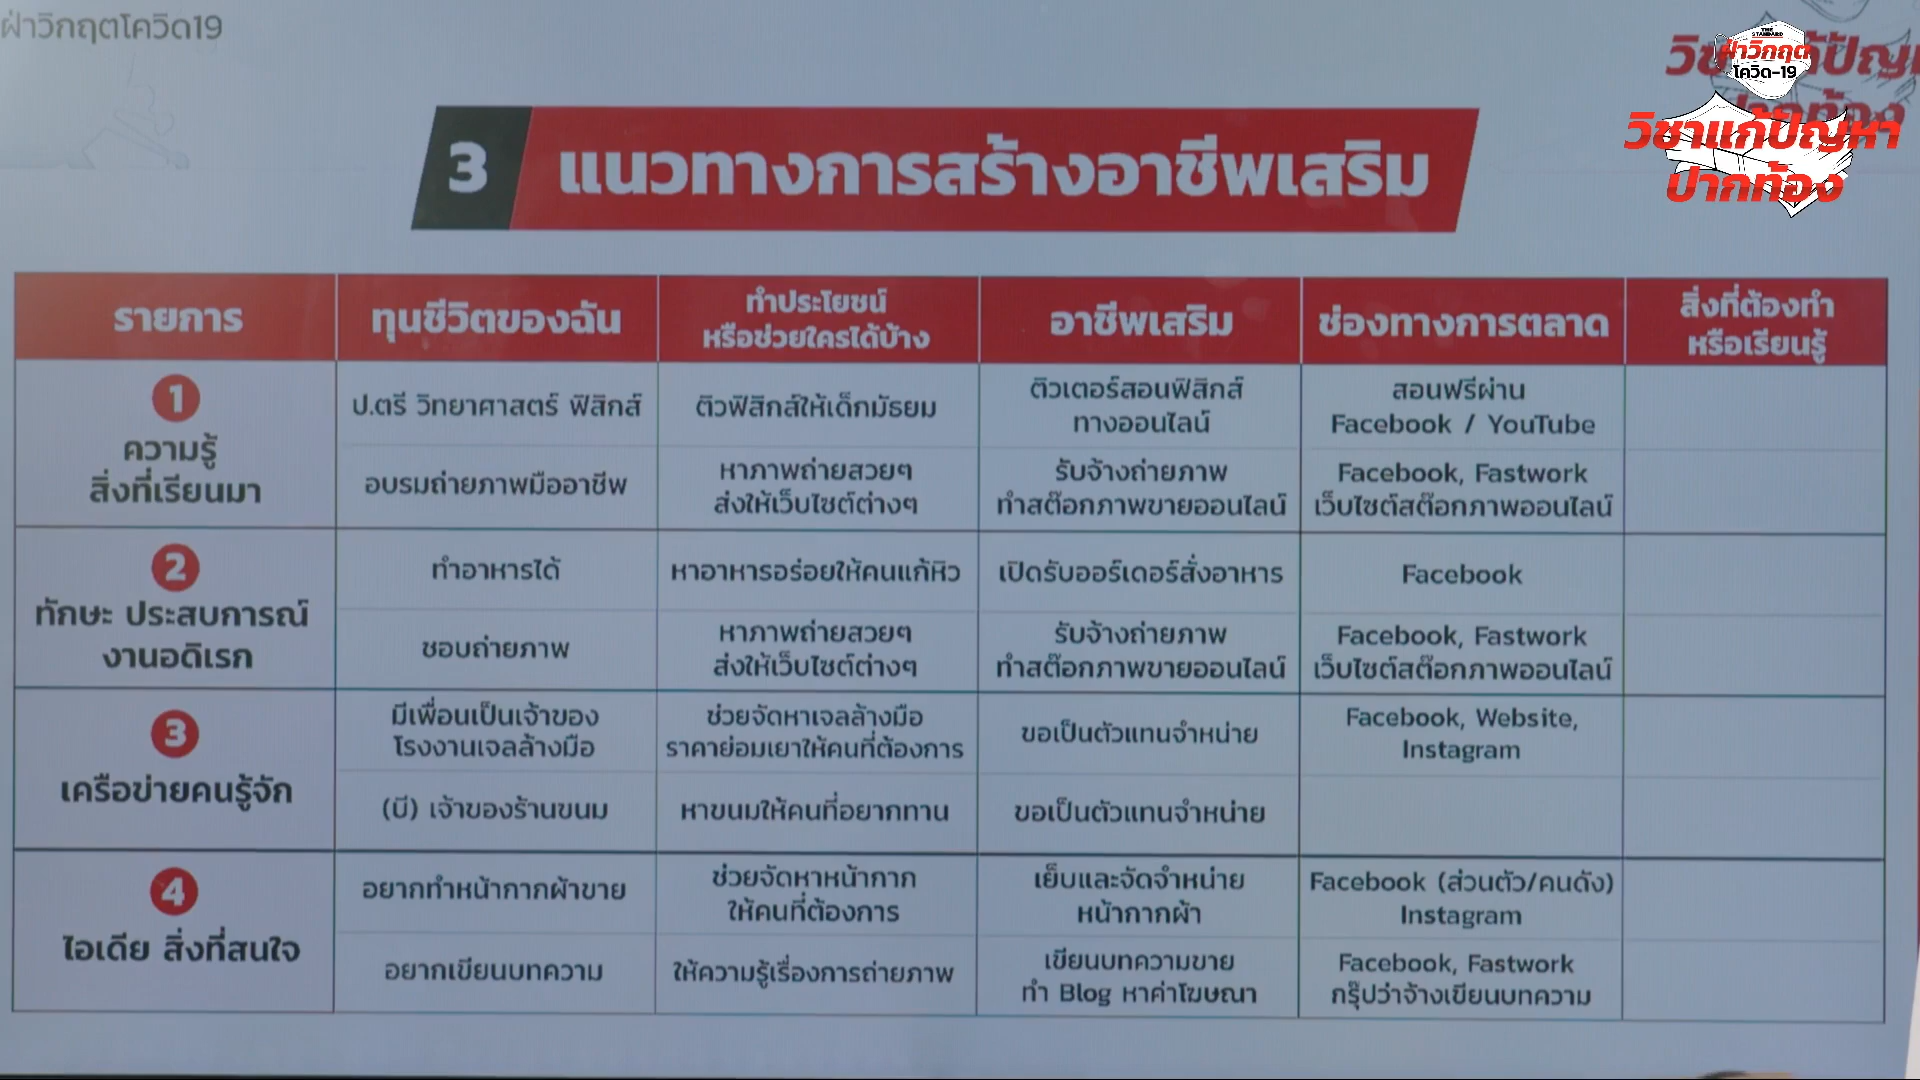 ฝ่าวิกฤตโควิด19
THE STANDARD
ฝ่าวิกฤต
โควิด-19
วิชาแก้ปัญหา
ปากท้อง
3 แนวทางการสร้างอาชีพเสริม
รายการ
ทุนชีวิตของฉัน
ทำประโยชน์
หรือช่วยใครได้บ้าง
อาชีพเสริม
ช่องทางการตลาด
สิ่งที่ต้องทำ
หรือเรียนรู้
1
ความรู้
สิ่งที่เรียนมา
ป.ตรี วิทยาศาสตร์ ฟิสิกส์
ติวฟิสิกส์ให้เด็กมัธยม
ติวเตอร์สอนฟิสิกส์
ทางออนไลน์
สอนฟรีผ่าน
Facebook / YouTube
อบรมถ่ายภาพมืออาชีพ
หาภาพถ่ายสวยๆ
ส่งให้เว็บไซต์ต่างๆ
รับจ้างถ่ายภาพ
ทำสต๊อกภาพขายออนไลน์
Facebook, Fastwork
เว็บไซต์สต๊อกภาพออนไลน์
2
ทักษะ ประสบการณ์
งานอดิเรก
ทำอาหารได้
หาอาหารอร่อยให้คนแก้หิว
เปิดรับออร์เดอร์สั่งอาหาร
Facebook
ชอบถ่ายภาพ
หาภาพถ่ายสวยๆ
ส่งให้เว็บไซต์ต่างๆ
รับจ้างถ่ายภาพ
ทำสต๊อกภาพขายออนไลน์
Facebook, Fastwork
เว็บไซต์สต๊อกภาพออนไลน์
3
เครือข่ายคนรู้จัก
มีเพื่อนเป็นเจ้าของ
โรงงานเจลล้างมือ
ช่วยจัดหาเจลล้างมือ
ราคาย่อมเยาให้คนที่ต้องการ
ขอเป็นตัวแทนจำหน่าย
Facebook, Website,
Instagram
(บี) เจ้าของร้านขนม
หาขนมให้คนที่อยากทาน
ขอเป็นตัวแทนจำหน่าย
4
ไอเดีย สิ่งที่สนใจ
อยากทำหน้ากากผ้าขาย
ช่วยจัดหาหน้ากาก
ให้คนที่ต้องการ
เย็บและจัดจำหน่าย
หน้ากากผ้า
Facebook (ส่วนตัว/คนดัง)
Instagram
อยากเขียนบทความ
ให้ความรู้เรื่องการถ่ายภาพ
เขียนบทความขาย
ทำ Blog หาค่าโฆษณา
Facebook, Fastwork
กรุ๊ปว่าจ้างเขียนบทความ